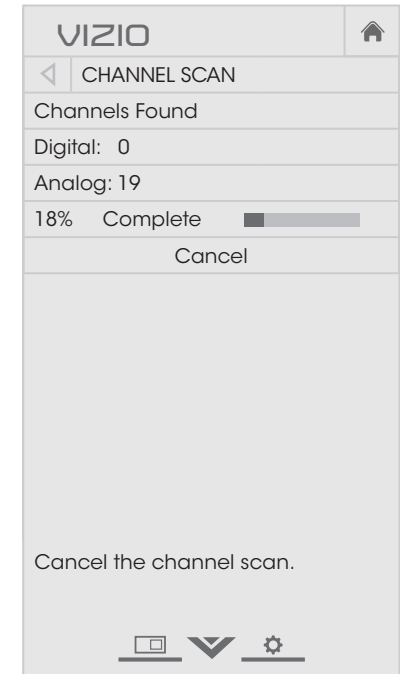 VIZIO
CHANNEL SCAN
Channels Found
Digital: 0
Analog: 19
18% Complete
Cancel
Cancel the channel scan.